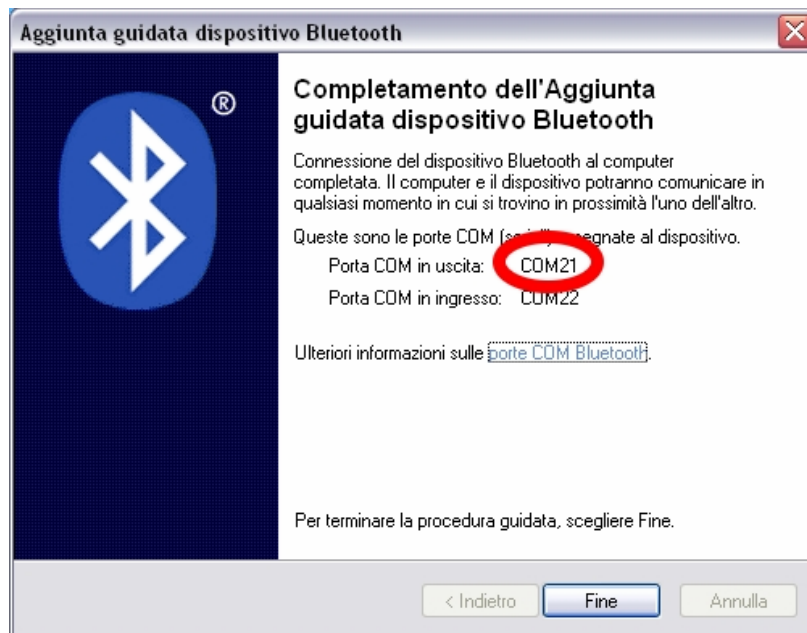 Aggiunta guidata dispositivo Bluetooth
®
Completamento dell'Aggiunta
guidata dispositivo Bluetooth
Connessione del dispositivo Bluetooth al computer
completata. Il computer e il dispositivo potranno comunicare in
qualsiasi momento in cui si trovino in prossimità l'uno dell'altro.
Queste sono le porte COM al dispositivo.
Porta COM in uscita: COM21
Porta COM in ingresso: COM22
Ulteriori informazioni sulle porte COM Bluetooth.
Per terminare la procedura guidata, scegliere Fine.
< Indietro Fine Annulla